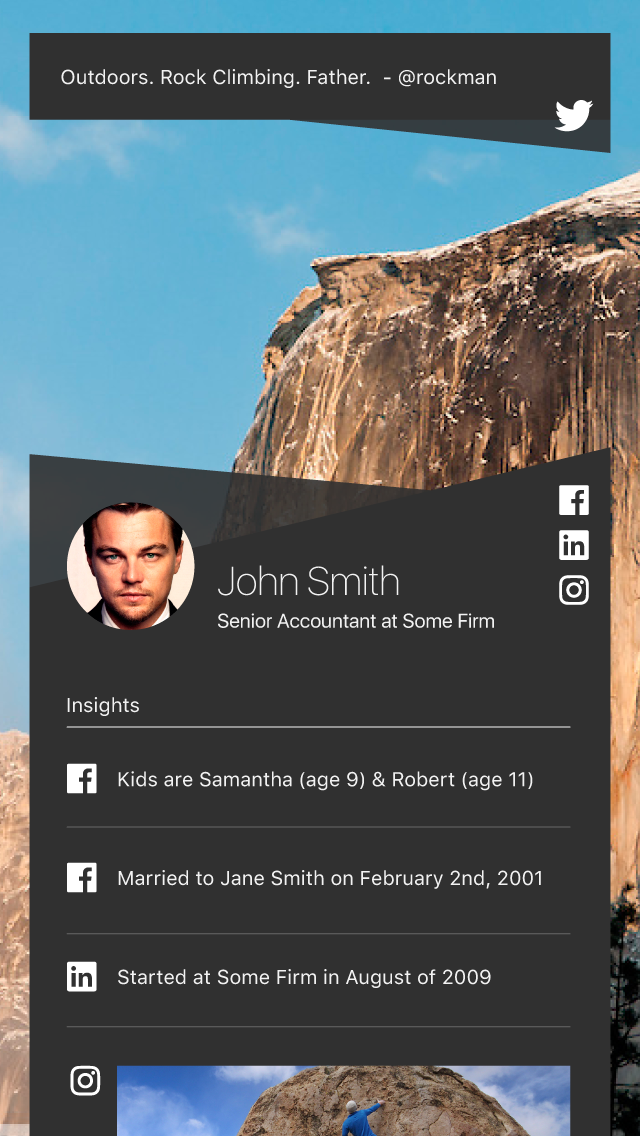 Outdoors. Rock Climbing. Father. - @rockman
John Smith
Senior Accountant at Some Firm
Insights
Kids are Samantha (age 9) & Robert (age 11)
Married to Jane Smith on February 2nd, 2001
Started at Some Firm in August of 2009